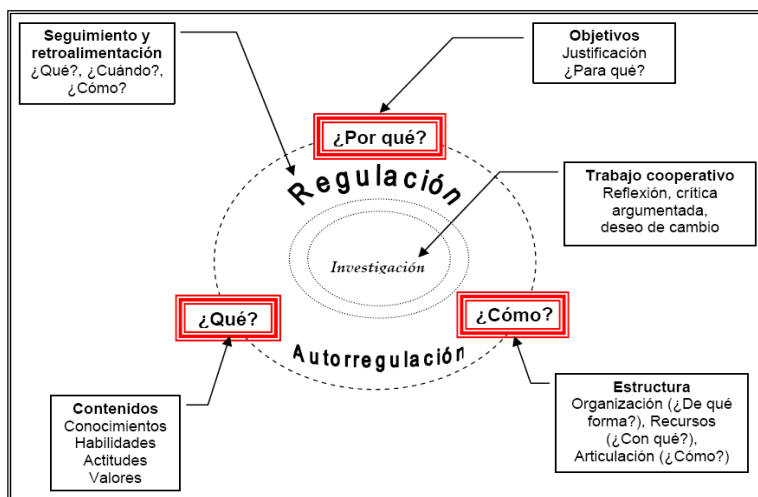 Seguimiento y
retroalimentación
¿Qué?, ¿Cuándo?,
¿Cómo?
Objetivos
Justificación
¿Para qué?
¿Por qué?
Regulación
Trabajo cooperativo
Reflexión, crítica
argumentada,
deseo de cambio
Investigación
¿Qué?
¿Cómo?
Autorregulación
Contenidos
Conocimientos
Habilidades
Actitudes
Valores
Estructura
Organización (¿De qué
forma?), Recursos
(¿Con qué?),
Articulación (¿Cómo?)